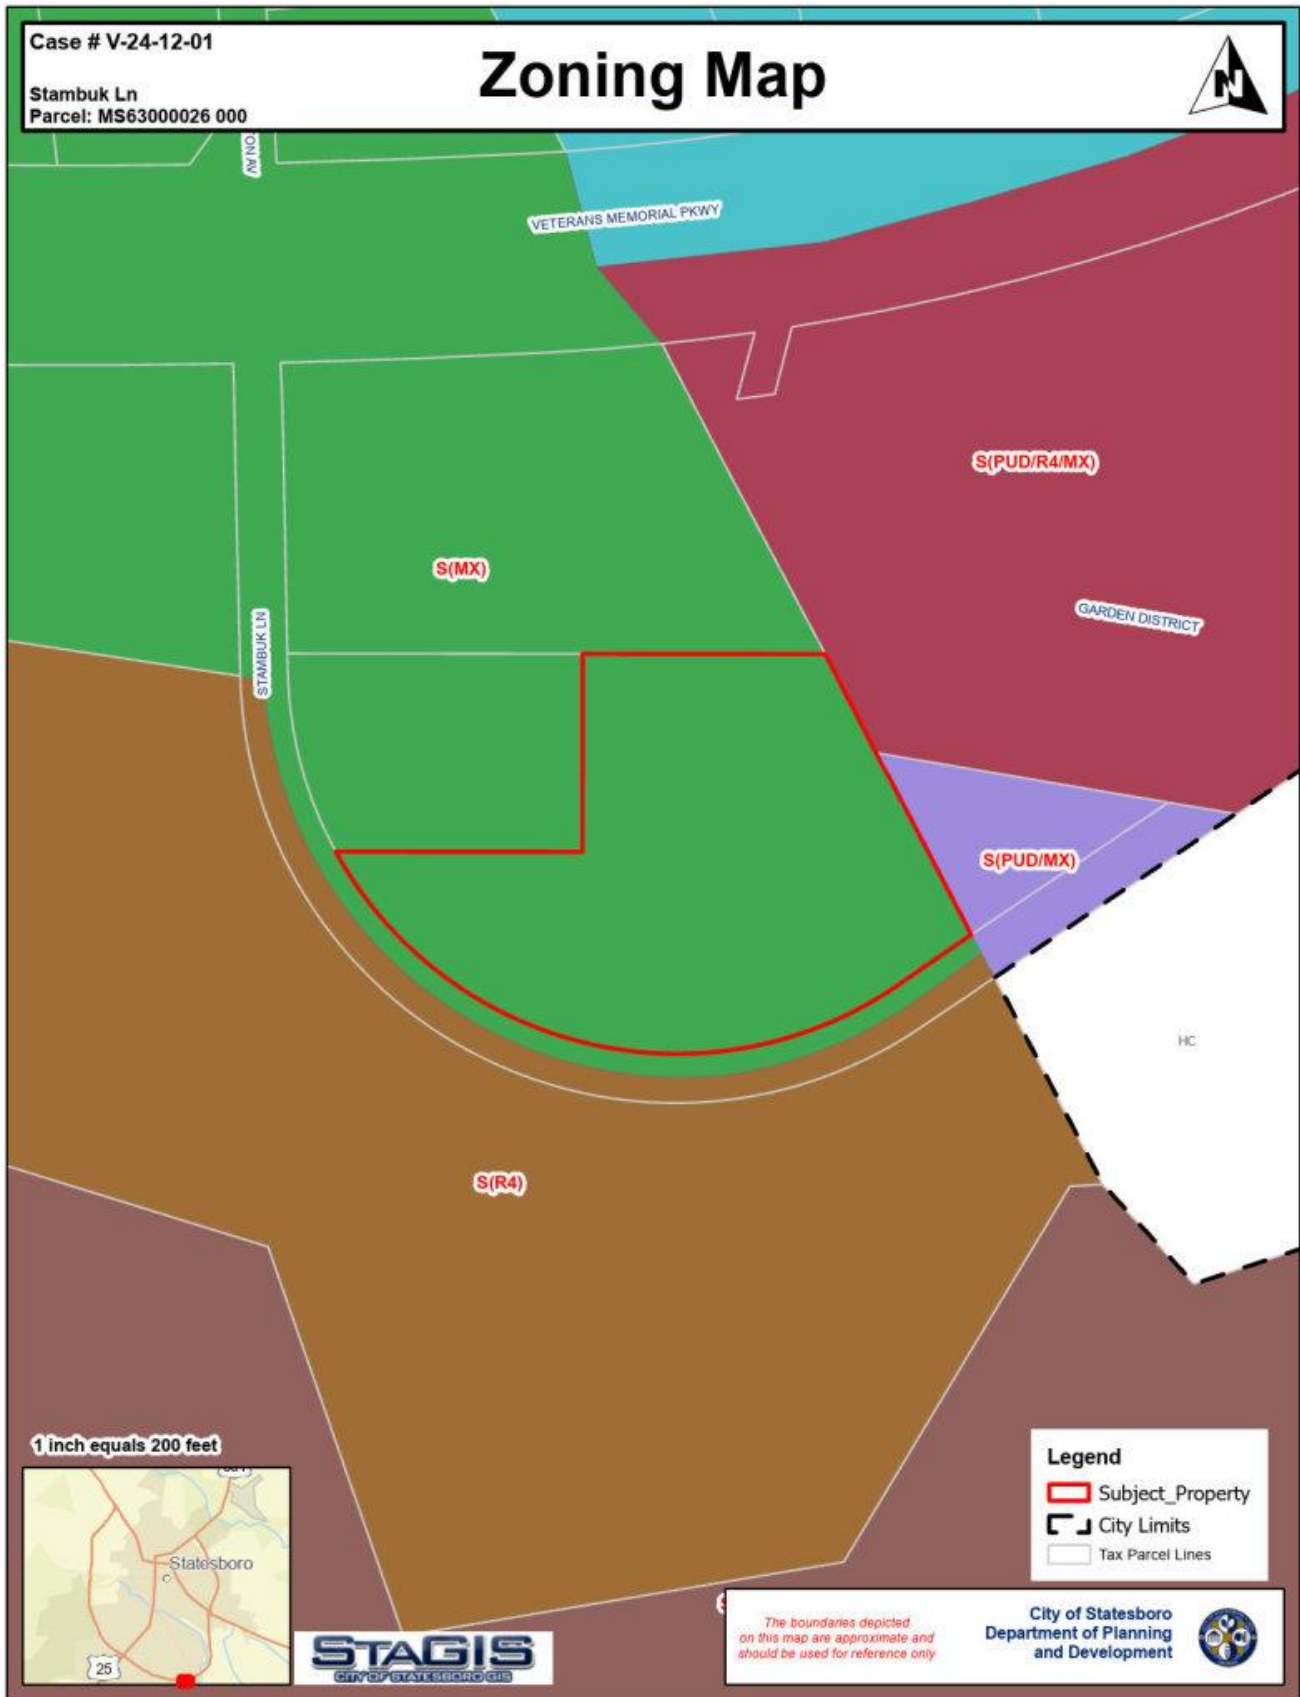 Case # V-24-12-01
Zoning Map
N
Stambuk Ln
Parcel: MS63000026 000
VETERANS MEMORIAL PKWY
S(PUD/R4/MX)
S(MX)
GARDEN DISTRICT
STAMBUK LN
S(PUD/MX)
HC
S(R4)
1 inch equals 200 feet
Statesboro
25
STAGIS
CITY OF STATESBORO GIS
Legend
Subject_Property
City Limits
Tax Parcel Lines
The boundaries depicted
on this map are approximate and
should be used for reference only
City of Statesboro
Department of Planning
and Development